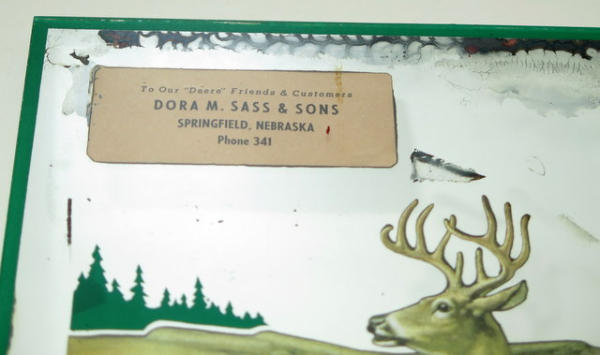 To Our "Deere" Friends & Customers
DORA M. SASS & SONS
SPRINGFIELD, NEBRASKA
Phone 341